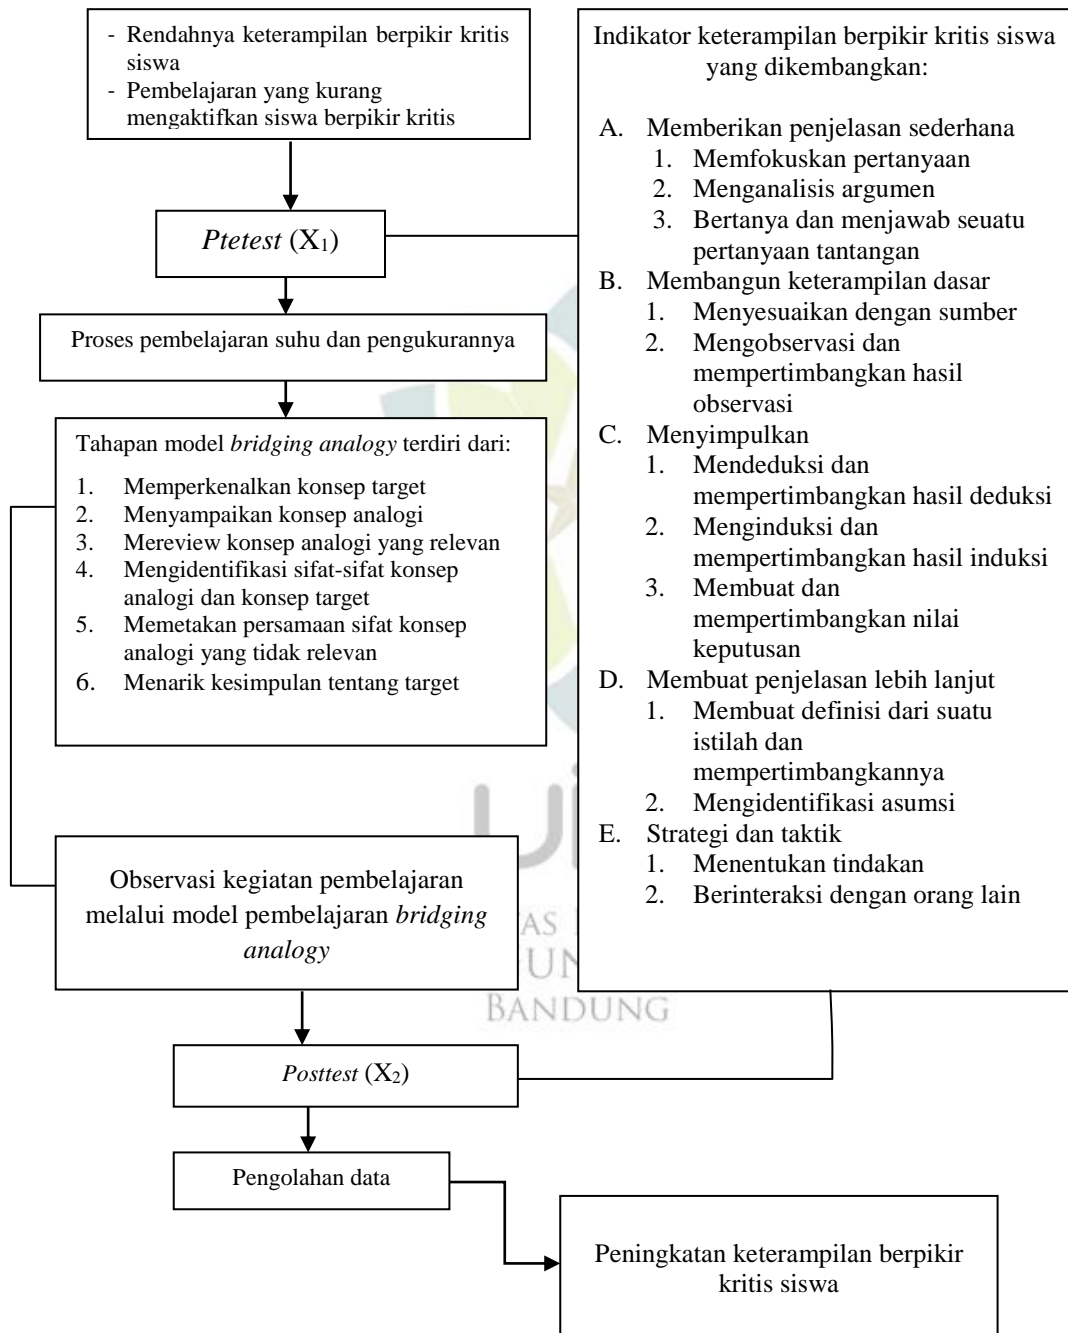 - Rendahnya keterampilan berpikir kritis
siswa
- Pembelajaran yang kurang
mengaktifkan siswa berpikir kritis
Ptetest (X₁)
Proses pembelajaran suhu dan pengukurannya
Tahapan model bridging analogy terdiri dari:
1. Memperkenalkan konsep target
2. Menyampaikan konsep analogi
3. Mereview konsep analogi yang relevan
4. Mengidentifikasi sifat-sifat konsep
analogi dan konsep target
5. Memetakan persamaan sifat konsep
analogi yang tidak relevan
6. Menarik kesimpulan tentang target
Observasi kegiatan pembelajaran
melalui model pembelajaran bridging
analogy
Posttest (X₂)
Pengolahan data
Peningkatan keterampilan berpikir
kritis siswa
Indikator keterampilan berpikir kritis siswa
yang dikembangkan:
A. Memberikan penjelasan sederhana
1. Memfokuskan pertanyaan
2. Menganalisis argumen
3. Bertanya dan menjawab seuatu
pertanyaan tantangan
B. Membangun keterampilan dasar
1. Menyesuaikan dengan sumber
2. Mengobservasi dan
mempertimbangkan hasil
observasi
C. Menyimpulkan
1. Mendeduksi dan
mempertimbangkan hasil deduksi
2. Menginduksi dan
mempertimbangkan hasil induksi
3. Membuat dan
mempertimbangkan nilai
keputusan
D. Membuat penjelasan lebih lanjut
1. Membuat definisi dari suatu
istilah dan
mempertimbangkannya
2. Mengidentifikasi asumsi
E. Strategi dan taktik
1. Menentukan tindakan
2. Berinteraksi dengan orang lain
BANDUNG